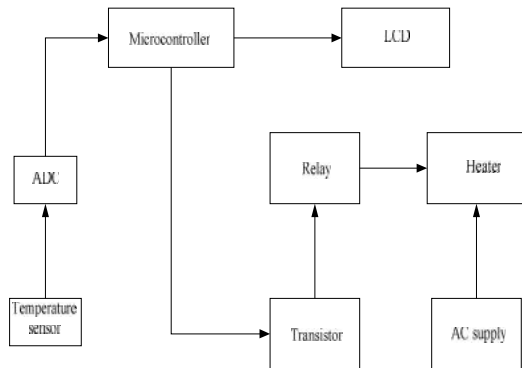 Microcontroller
LCD
ADC
Relay
Heater
Temperature
sensor
Transistor
AC supply